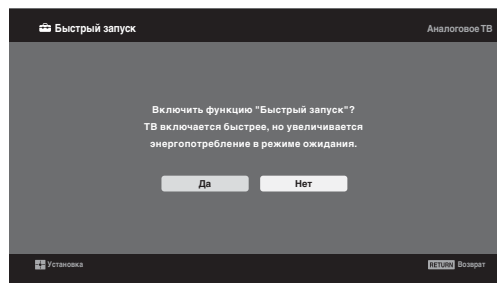 Быстрый запуск
Аналоговое ТВ
Включить функцию "Быстрый запуск"?
ТВ включается быстрее, но увеличивается
энергопотребление в режиме ожидания.
Да
Нет
Установка
RETURN Возврат